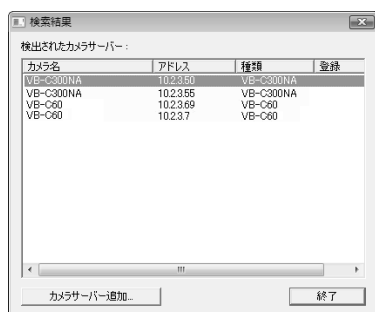 検索結果
検出されたカメラサーバー：
カメラ名 アドレス 種類 登録
VB-C300NA 10.2.3.50 VB-C300NA
VB-C300NA 10.2.3.55 VB-C300NA
VB-C60 10.2.3.69 VB-C60
VB-C60 10.2.3.7 VB-C60
カメラサーバー追加... 終了